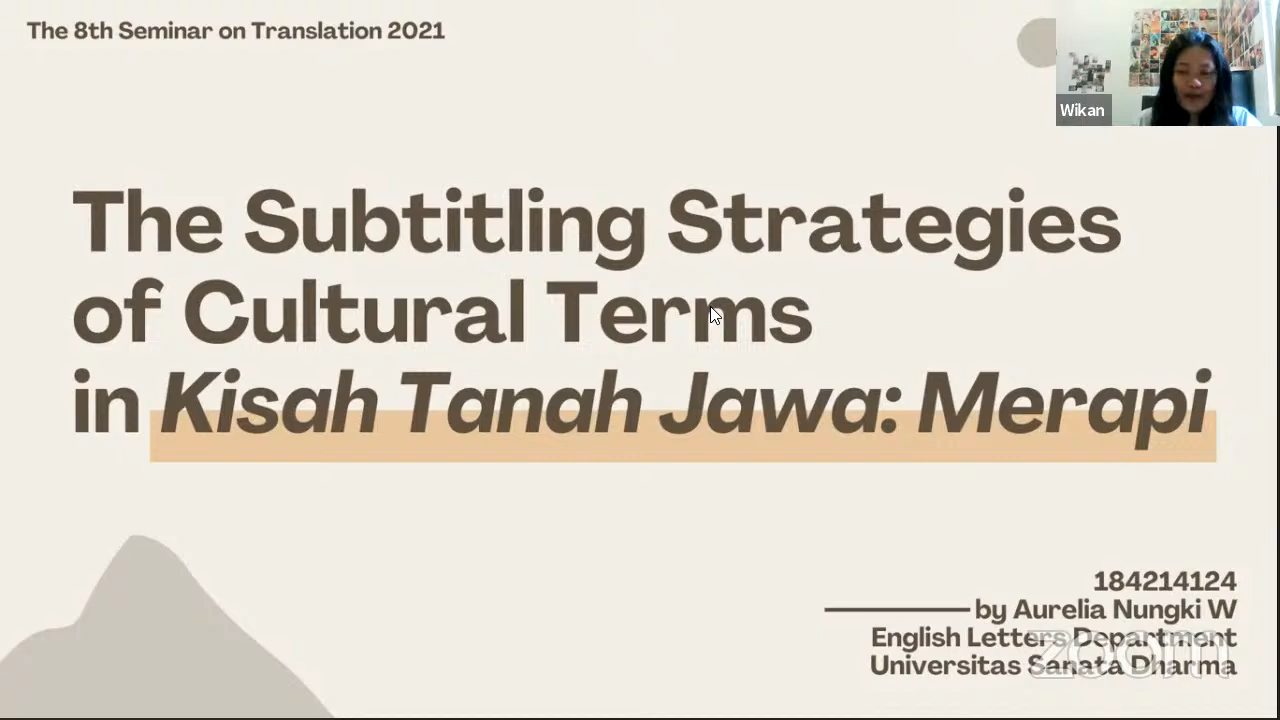 The 8th Seminar on Translation 2021
Wikan
The Subtitling Strategies
of Cultural Terms
in Kisah Tanah Jawa: Merapi
184214124
by Aurelia Nungki W
English Letters Department
Universitas Sanata Dharma
zoom